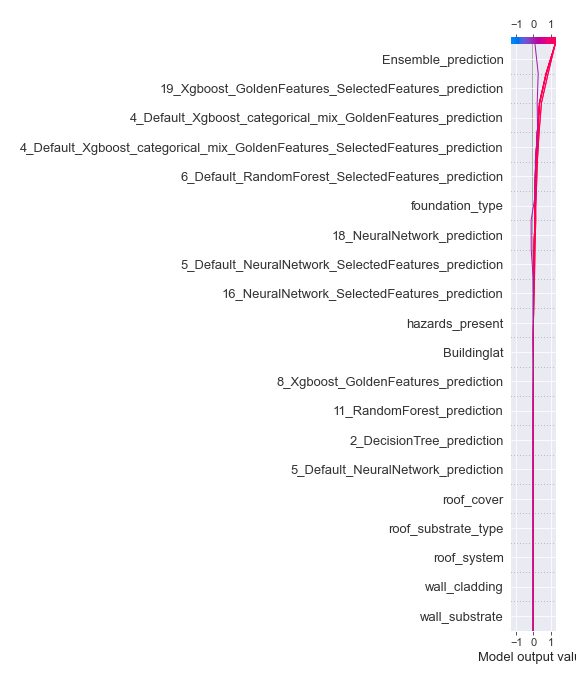 −1 0 1
Ensemble_prediction
19_Xgboost_GoldenFeatures_SelectedFeatures_prediction
4_Default_Xgboost_categorical_mix_GoldenFeatures_prediction
4_Default_Xgboost_categorical_mix_GoldenFeatures_SelectedFeatures_prediction
6_Default_RandomForest_SelectedFeatures_prediction
foundation_type
18_NeuralNetwork_prediction
5_Default_NeuralNetwork_SelectedFeatures_prediction
16_NeuralNetwork_SelectedFeatures_prediction
hazards_present
Buildinglat
8_Xgboost_GoldenFeatures_prediction
11_RandomForest_prediction
2_DecisionTree_prediction
5_Default_NeuralNetwork_prediction
roof_cover
roof_substrate_type
roof_system
wall_cladding
wall_substrate
−1 0 1
Model output valu